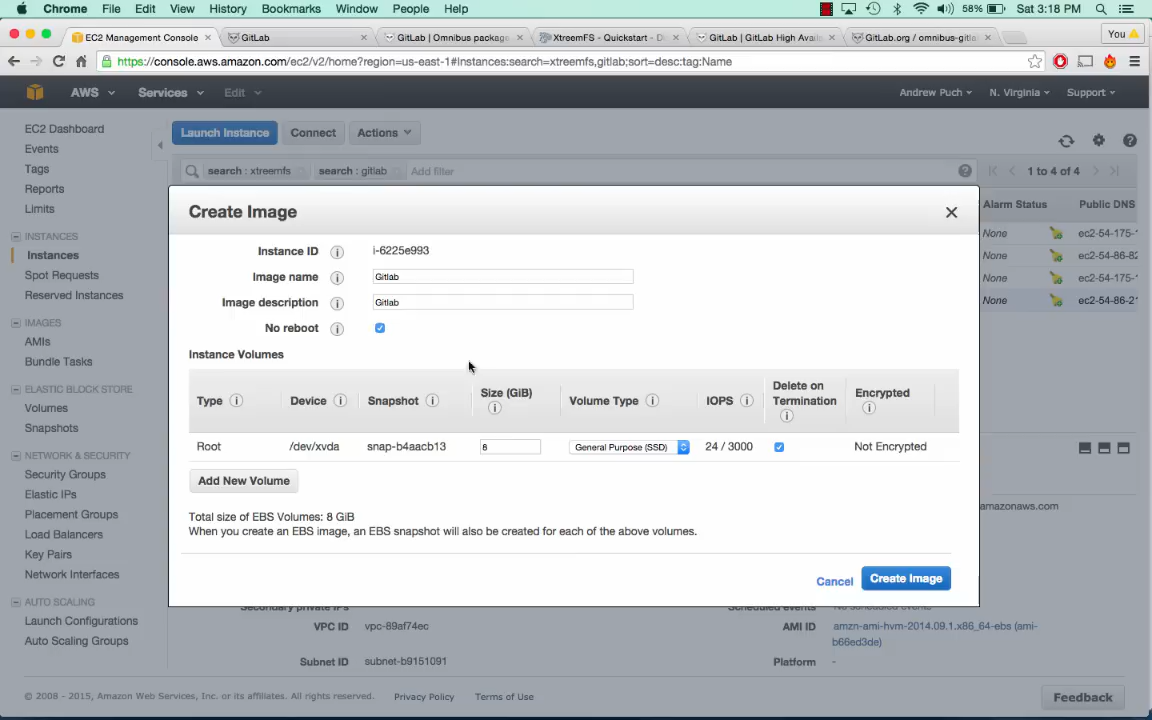 Chrome File Edit View History Bookmarks Window People Help 58% Sat 3:18 PM
EC2 Management Console × GitLab × GitLab | Omnibus package × XtreemFS - Quickstart - D × GitLab | GitLab High Avail × GitLab.org / omnibus-gitla × You
https://console.aws.amazon.com/ec2/v2/home?region=us-east-1#Instances:search=xtreemfs,gitlab;sort=desc:tag:Name
AWS Services Edit Andrew Puch N. Virginia Support
EC2 Dashboard
Events
Tags
Reports
Limits
INSTANCES
Instances
Spot Requests
Reserved Instances
IMAGES
AMIs
Bundle Tasks
ELASTIC BLOCK STORE
Volumes
Snapshots
NETWORK & SECURITY
Security Groups
Elastic IPs
Placement Groups
Load Balancers
Key Pairs
Network Interfaces
AUTO SCALING
Launch Configurations
Auto Scaling Groups
Launch Instance Connect Actions
search : xtreemfs search : gitlab Add filter 1 to 4 of 4
Alarm Status Public DNS
None ec2-54-175-
None ec2-54-86-82
None ec2-54-175-
None ec2-54-86-21
Create Image
Instance ID i-6225e993
Image name Gitlab
Image description Gitlab
No reboot
Instance Volumes
Type Device Snapshot Size (GiB) Volume Type IOPS Delete on Termination Encrypted
Root /dev/xvda snap-b4aacb13 8 General Purpose (SSD) 24 / 3000 Not Encrypted
Add New Volume
Total size of EBS Volumes: 8 GiB
When you create an EBS image, an EBS snapshot will also be created for each of the above volumes.
Cancel Create Image
amazonaws.com
Secondary private IPs Scheduled events No scheduled events
VPC ID vpc-89af74ec AMI ID amzn-ami-hvm-2014.09.1.x86_64-ebs (ami-
b66ed3de)
Subnet ID subnet-b9151091 Platform -
© 2008 - 2015, Amazon Web Services, Inc. or its affiliates. All rights reserved. Privacy Policy Terms of Use Feedback